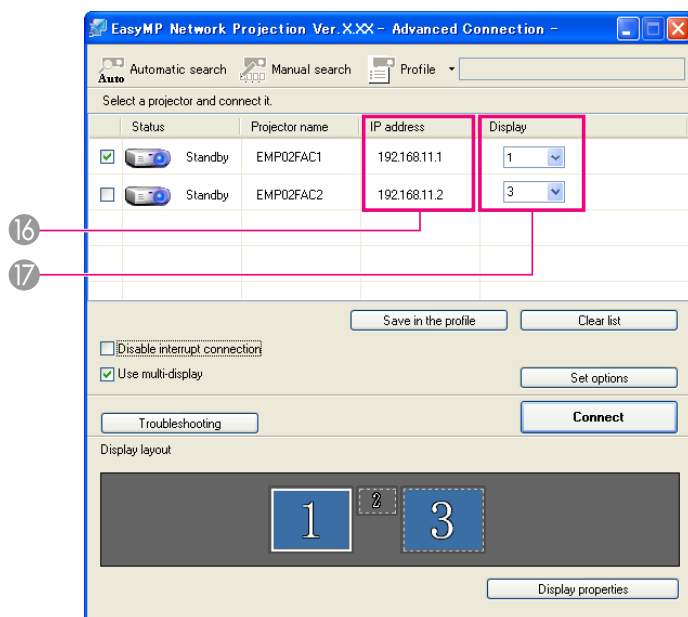 EasyMP Network Projection Ver.X.XX - Advanced Connection -
Auto Automatic search Manual search Profile
Select a projector and connect it.
Status Projector name IP address Display
Standby EMP02FAC1 192.168.11.1 1
Standby EMP02FAC2 192.168.11.2 3
16
17
Save in the profile Clear list
Disable interrupt connection
Use multi-display Set options
Troubleshooting Connect
Display layout
1 2 3
Display properties